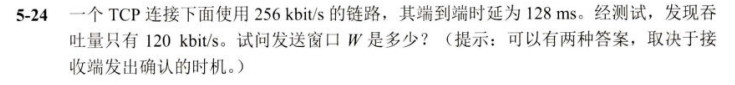 5-24 一个 TCP 连接下面使用 256 kbit/s 的链路，其端到端时延为 128 ms。经测试，发现吞
吐量只有 120 kbit/s。试问发送窗口 W 是多少？（提示：可以有两种答案，取决于接
收端发出确认的时机。）